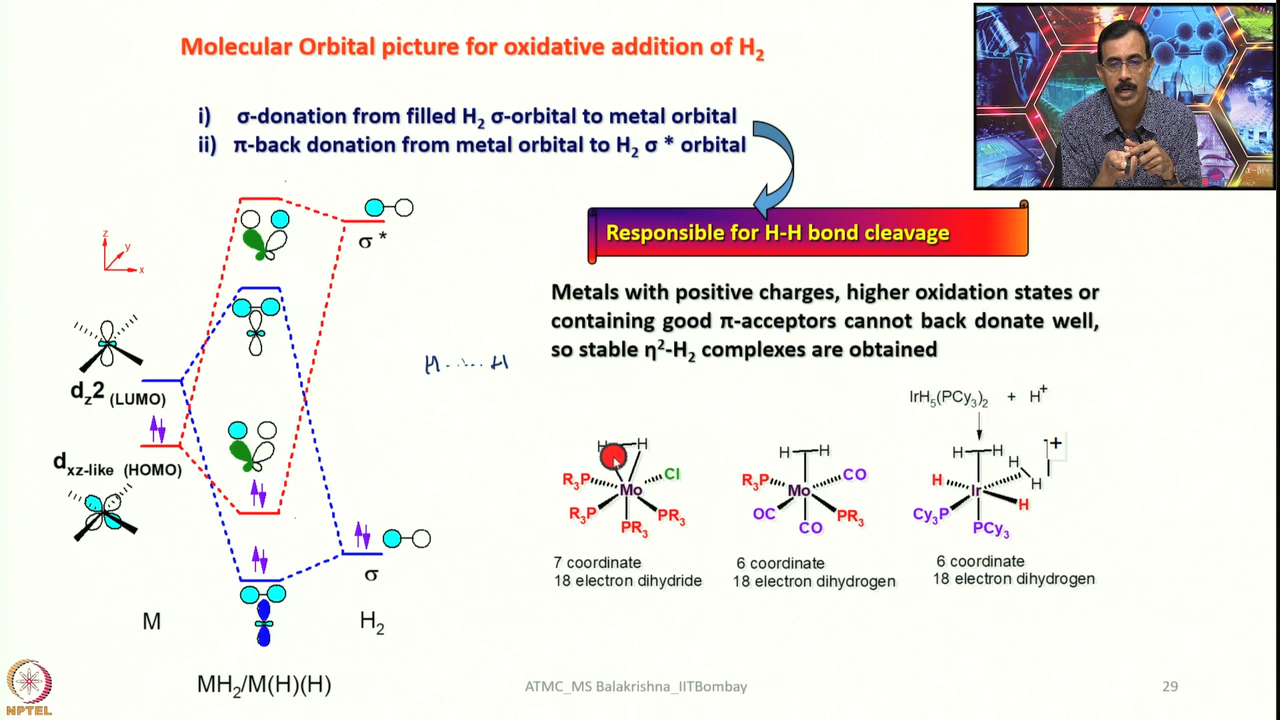 Molecular Orbital picture for oxidative addition of H2
i) σ-donation from filled H2 σ-orbital to metal orbital
ii) π-back donation from metal orbital to H2 σ * orbital
Responsible for H-H bond cleavage
Metals with positive charges, higher oxidation states or
containing good π-acceptors cannot back donate well,
so stable η²-H2 complexes are obtained
z
y
x
σ *
dz2 (LUMO)
dxz-like (HOMO)
σ
M
H2
MH2/M(H)(H)
H.....H
IrH5(PCy3)2 + H+
H H
R3P Mo Cl
R3P PR3
PR3
7 coordinate
18 electron dihydride
H H
R3P Mo CO
OC PR3
CO
6 coordinate
18 electron dihydrogen
H H
H
H
+
H Ir
H
Cy3P
PCy3
6 coordinate
18 electron dihydrogen
NPTEL
ATMC_MS Balakrishna_IITBombay
29